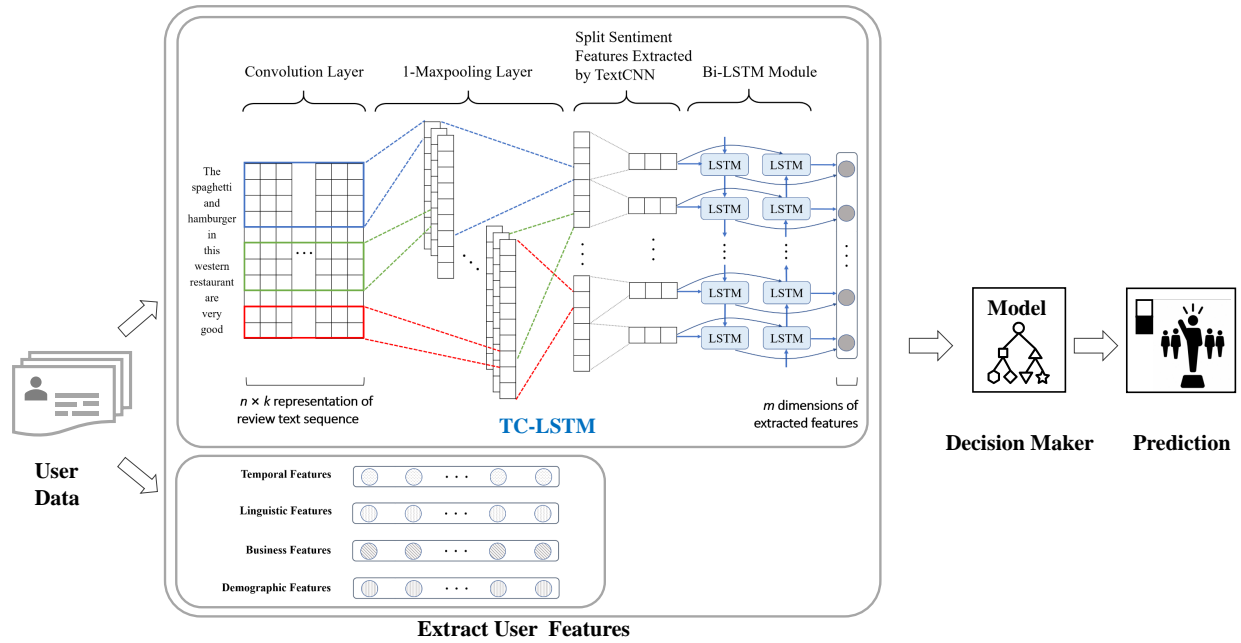 Split Sentiment
Features Extracted
by TextCNN
Convolution Layer
1-Maxpooling Layer
Bi-LSTM Module
The
spaghetti
and
hamburger
in
this
western
restaurant
are
very
good
...
LSTM LSTM
LSTM LSTM
LSTM LSTM
LSTM LSTM
n × k representation of
review text sequence
TC-LSTM
m dimensions of
extracted features
User
Data
Temporal Features
Linguistic Features
Business Features
Demographic Features
Extract User Features
Model
Decision Maker
Prediction